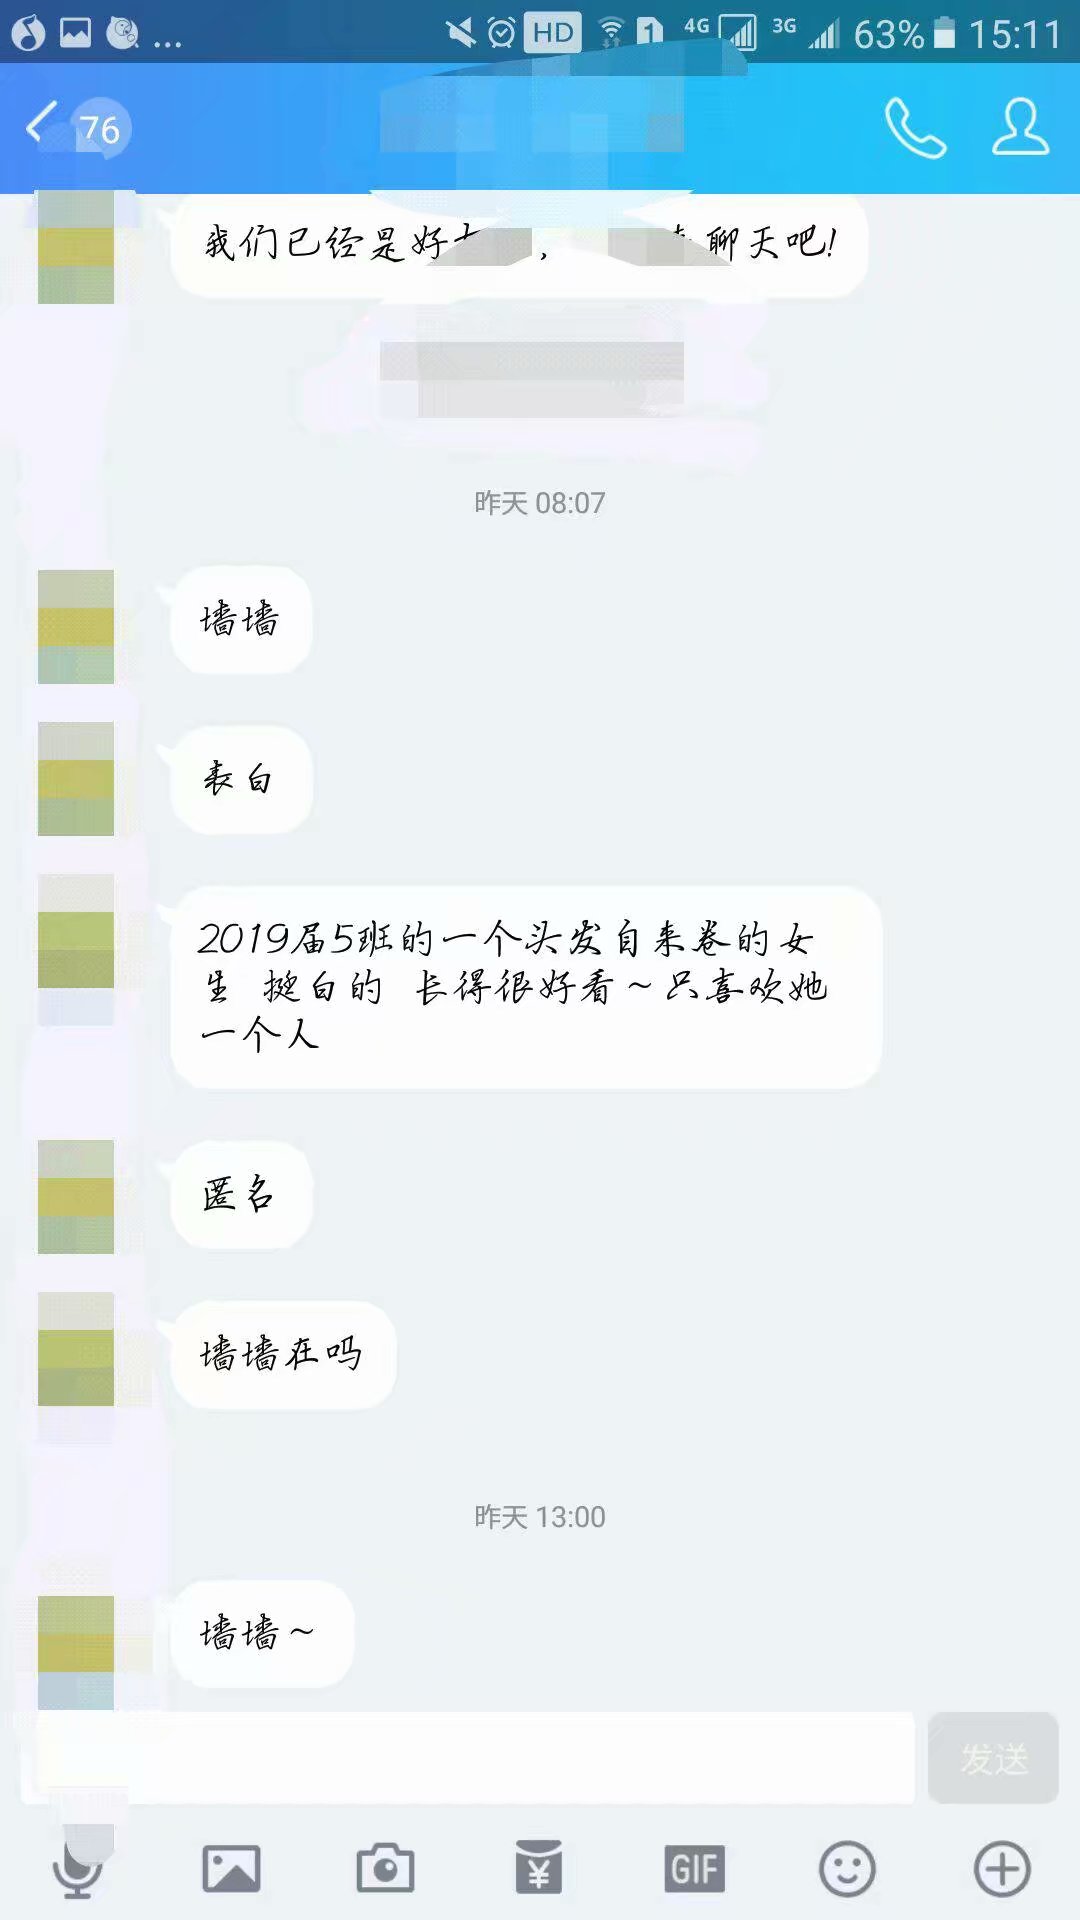 HD 1 4G 3G 63% 15:11
76
我们已经是好 , 聊天吧!
昨天 08:07
墙墙
表白
2019届5班的一个头发自来卷的女
生 挺白的 长得很好看~只喜欢她
一个人
匿名
墙墙在吗
昨天 13:00
墙墙~
发送
GIF